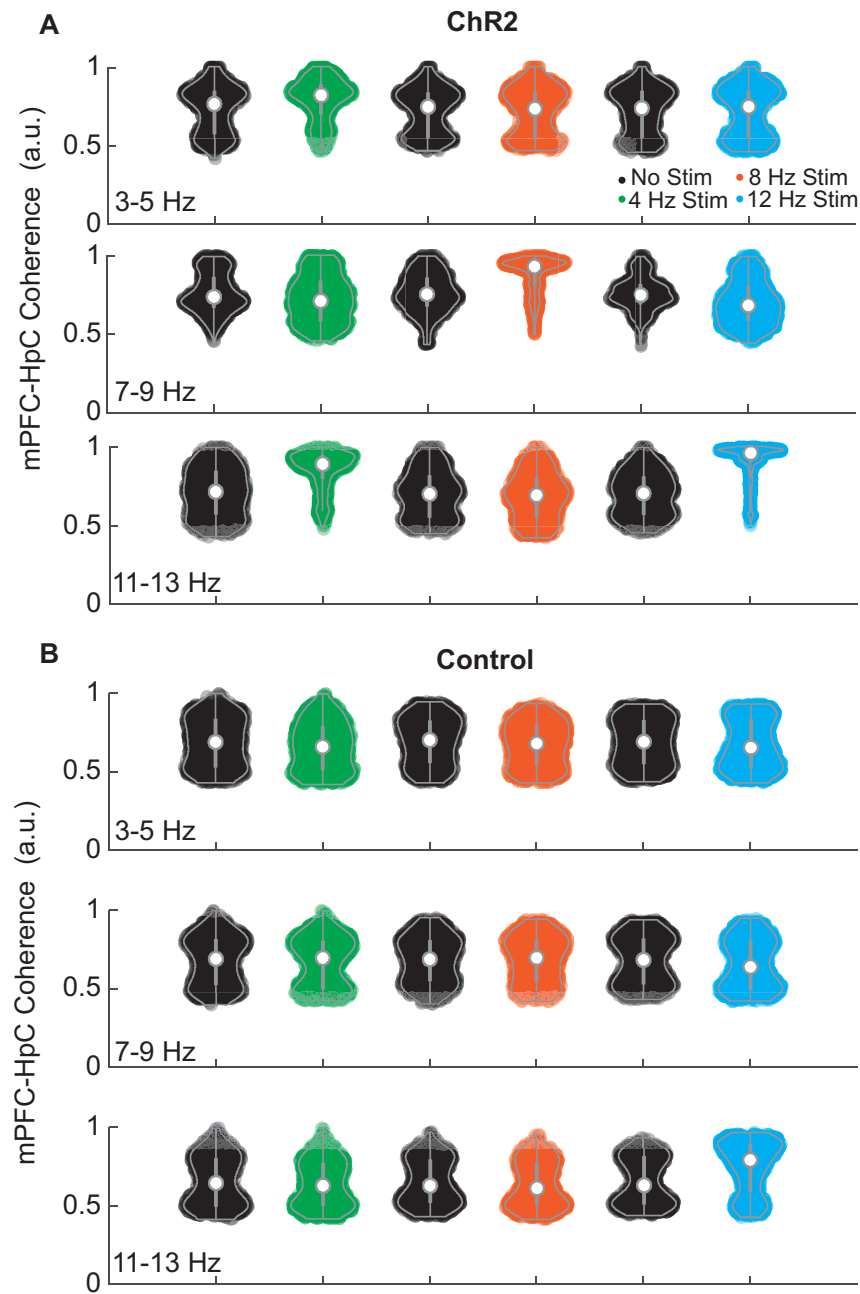 A
ChR2
mPFC-HpC Coherence (a.u.)
1
0.5
0
3-5 Hz
No Stim
8 Hz Stim
4 Hz Stim
12 Hz Stim
1
0.5
0
7-9 Hz
1
0.5
0
11-13 Hz
B
Control
mPFC-HpC Coherence (a.u.)
1
0.5
0
3-5 Hz
1
0.5
0
7-9 Hz
1
0.5
0
11-13 Hz